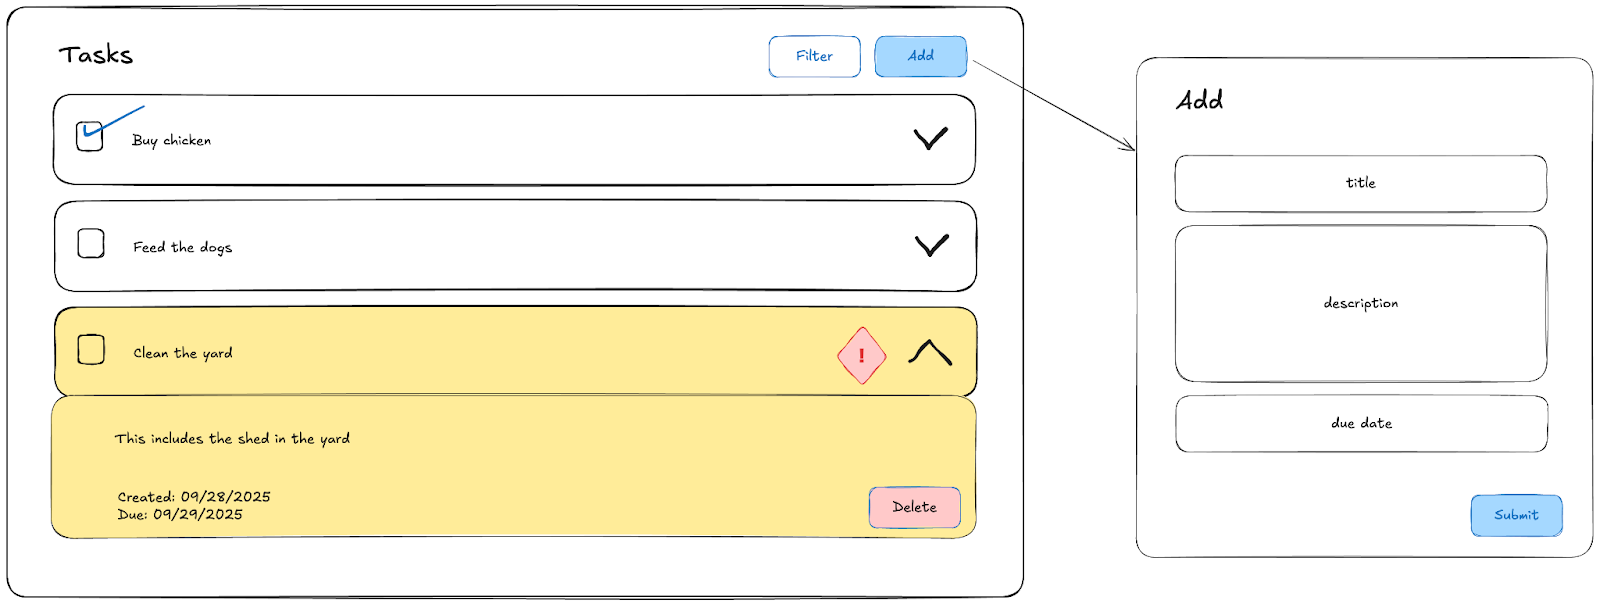 Tasks
Filter
Add
Buy chicken
Feed the dogs
Clean the yard
!
This includes the shed in the yard
Created: 09/28/2025
Due: 09/29/2025
Delete
Add
title
description
due date
Submit